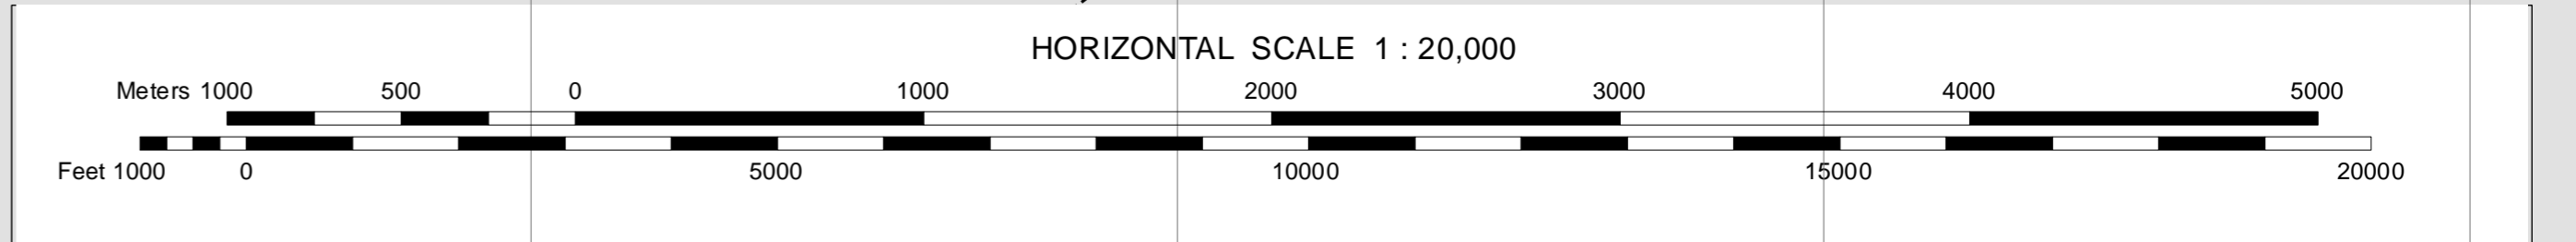 HORIZONTAL SCALE 1 : 20,000
Meters 1000 500 0 1000 2000 3000 4000 5000
Feet 1000 0 5000 10000 15000 20000